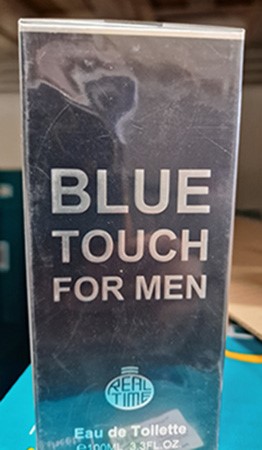 BLUE
TOUCH
FOR MEN
REAL
TIME
Eau de Toilette
℮100ML 3.3FL.OZ